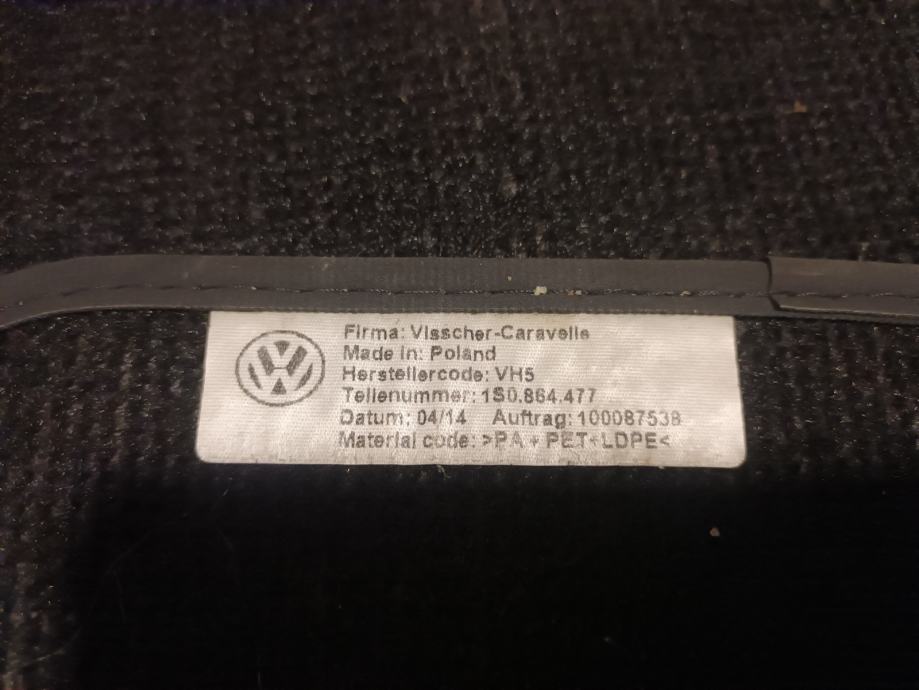 Firma: Visscher-Caravelle
Made in: Poland
Herstellercode: VH5
Teilenummer: 1S0.864.477
Datum: 04/14 Auftrag: 100087538
Material code: >PA + PET+LDPE<